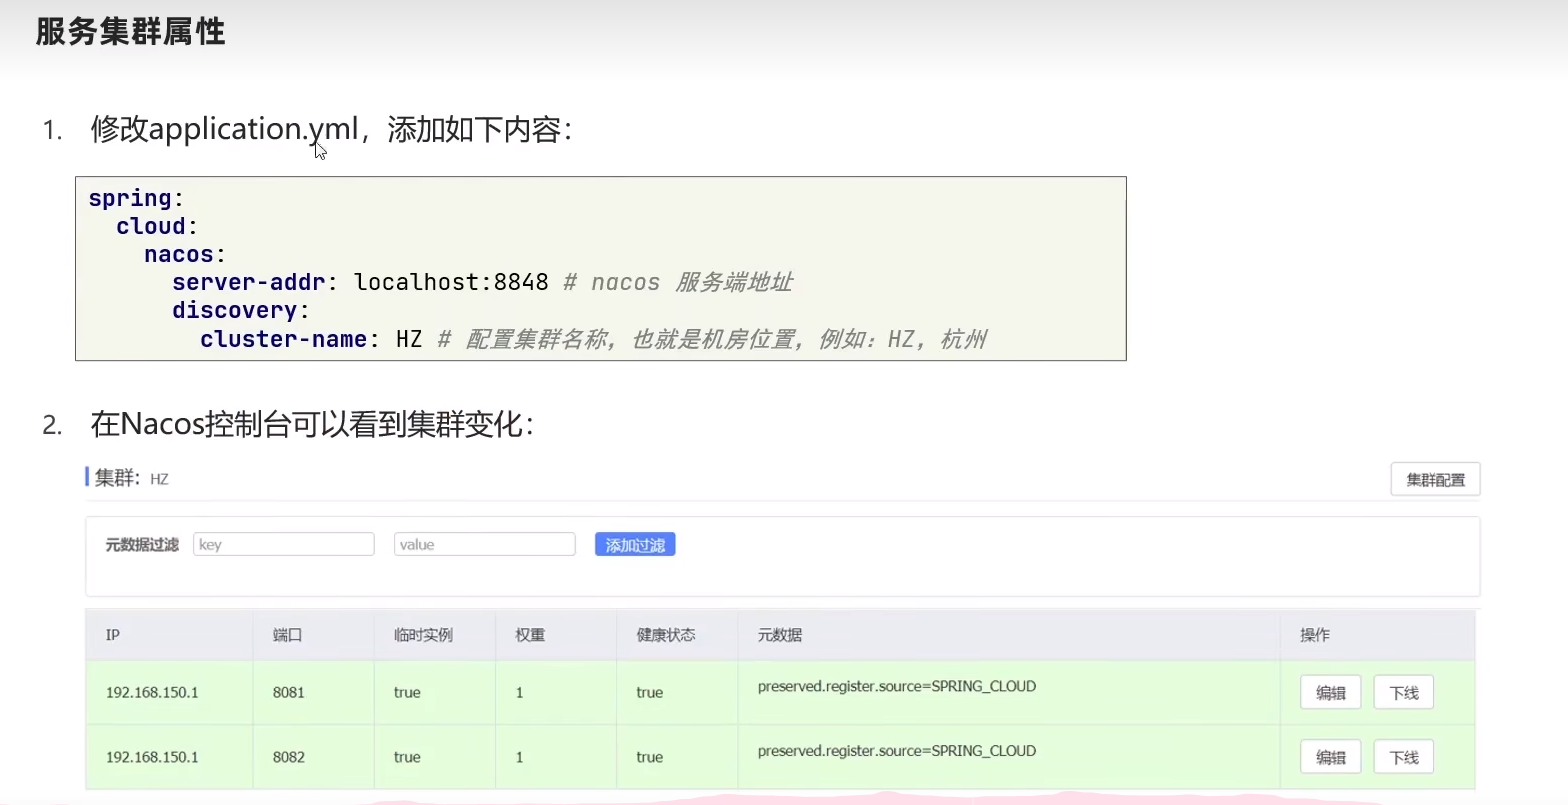 服务集群属性
1. 修改application.yml，添加如下内容：
spring:
  cloud:
    nacos:
      server-addr: localhost:8848 # nacos 服务端地址
      discovery:
        cluster-name: HZ # 配置集群名称，也就是机房位置，例如：HZ，杭州
2. 在Nacos控制台可以看到集群变化：
集群： HZ 集群配置
元数据过滤 key value 添加过滤
IP 端口 临时实例 权重 健康状态 元数据 操作
192.168.150.1 8081 true 1 true preserved.register.source=SPRING_CLOUD 编辑 下线
192.168.150.1 8082 true 1 true preserved.register.source=SPRING_CLOUD 编辑 下线